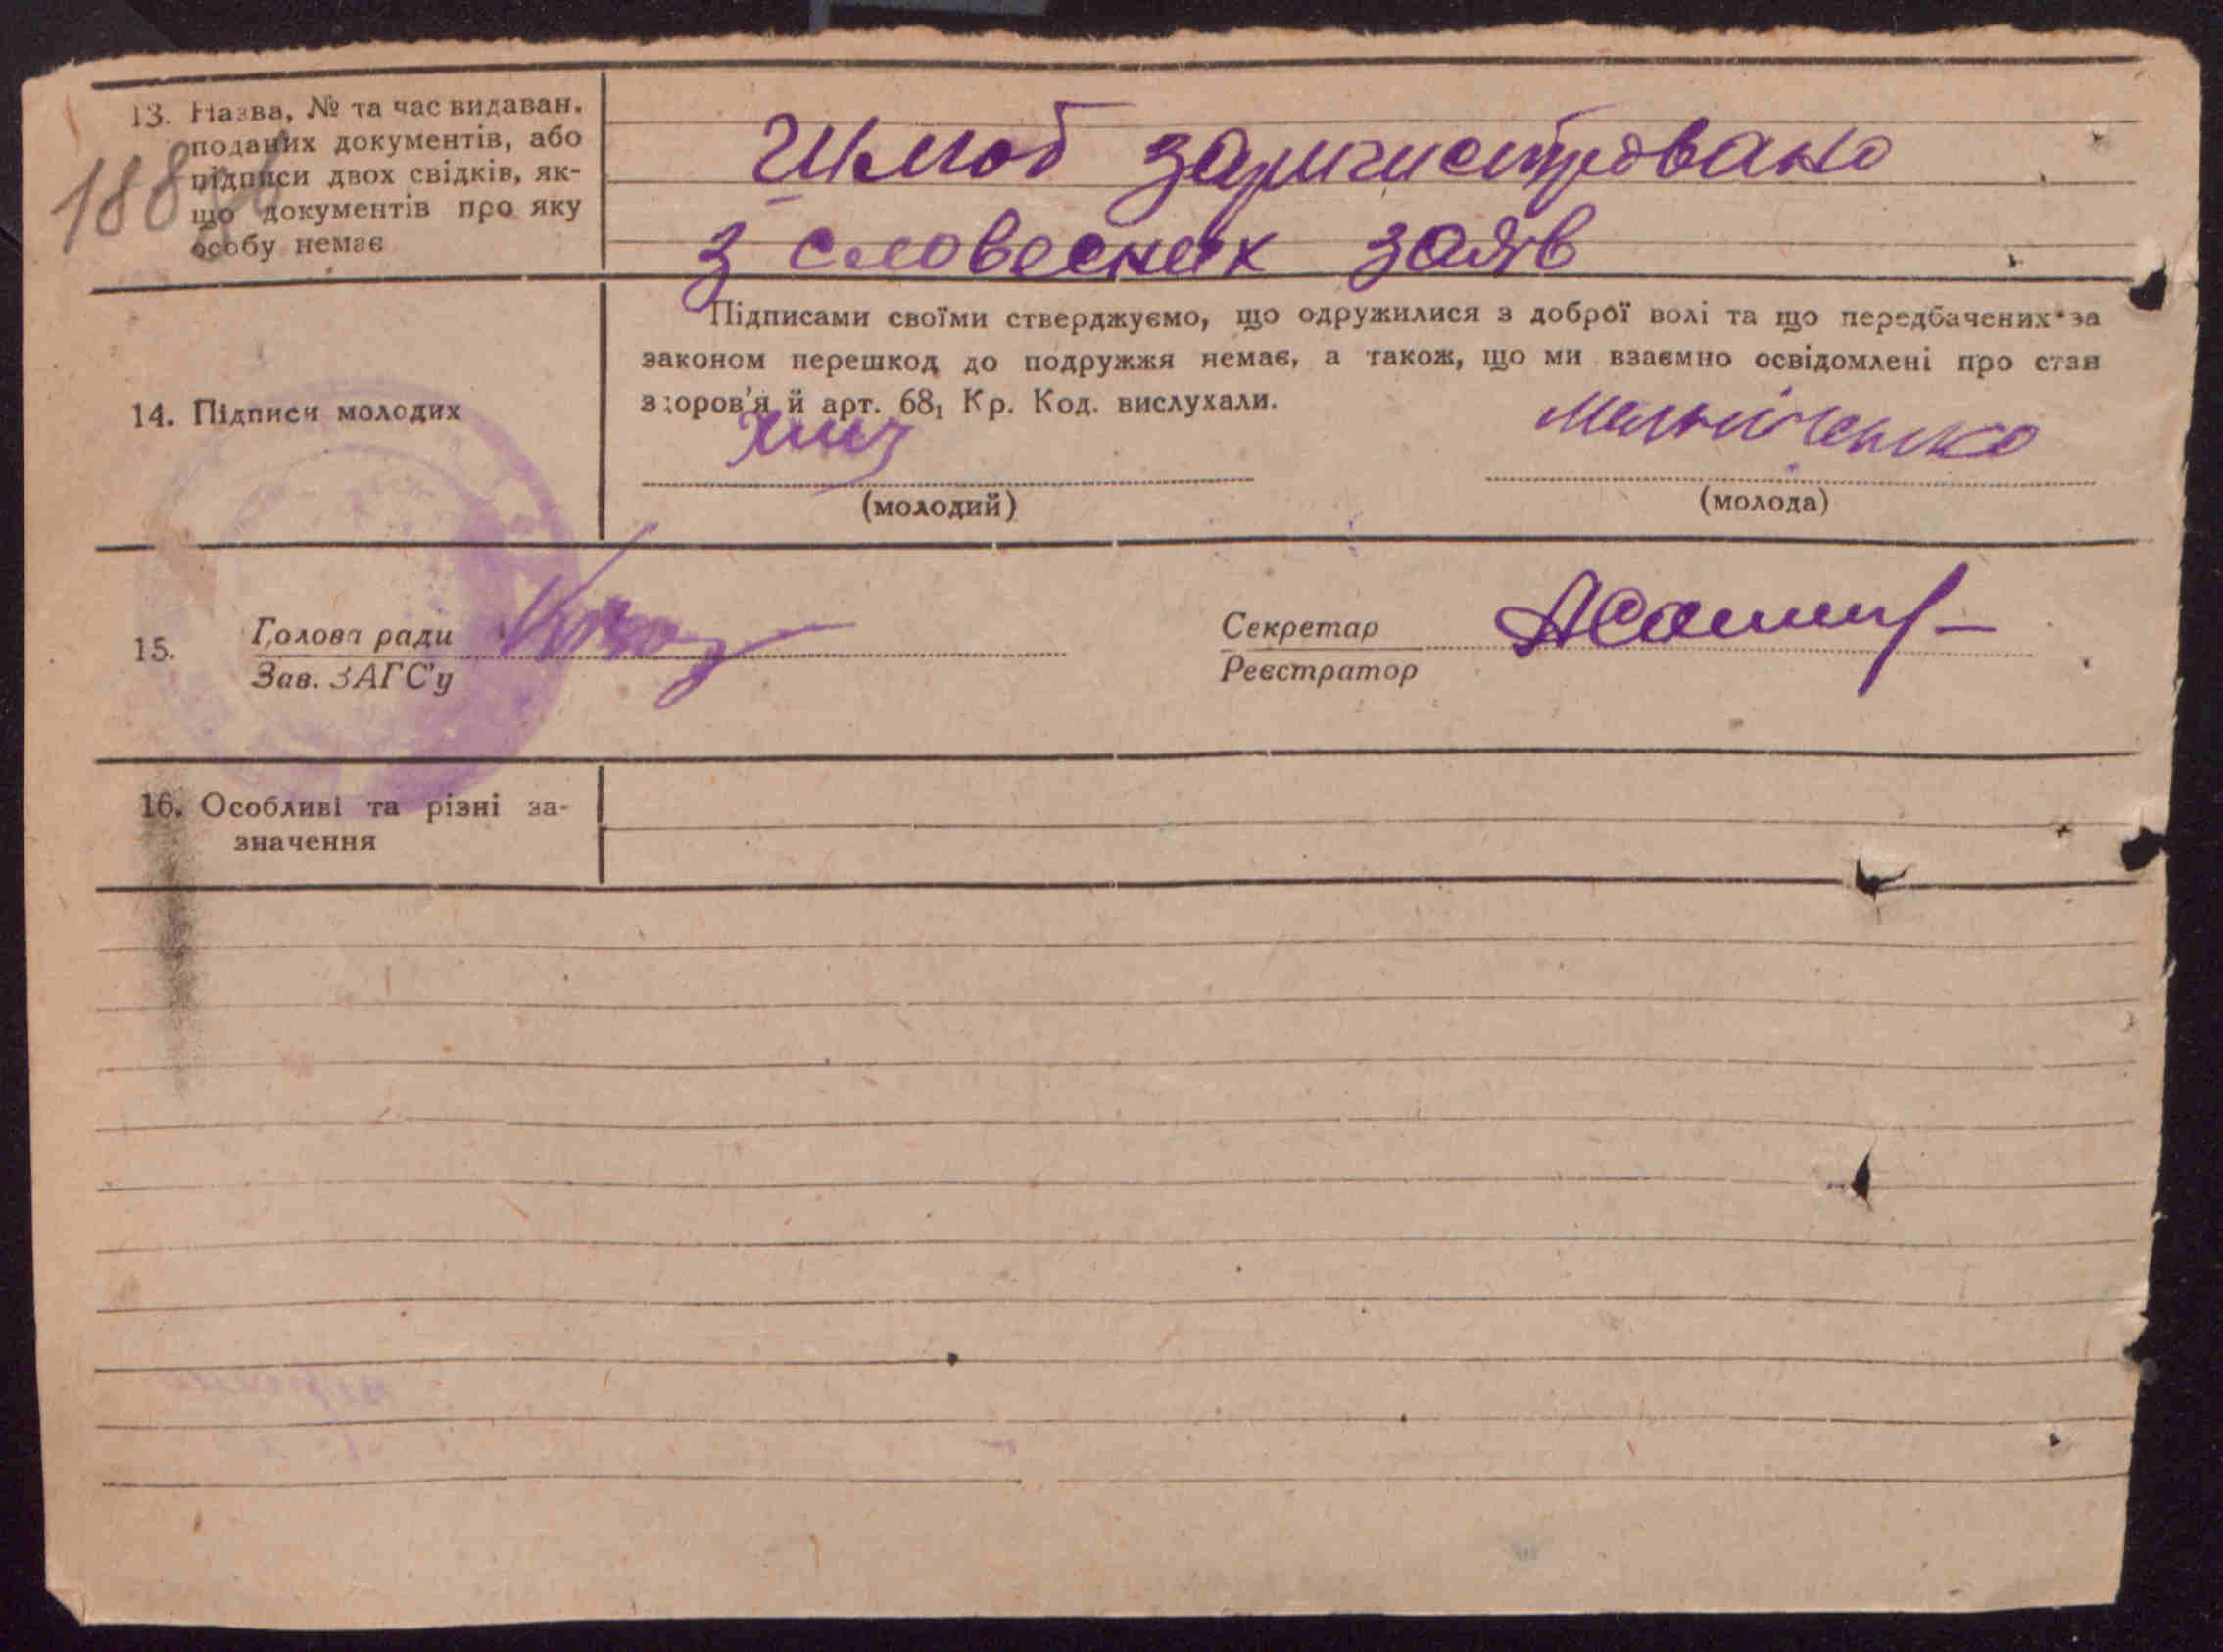 13. Назва, № та час видаван.
поданих документів, або
підписи двох свідків, як-
що документів про яку
особу немає
188
Шлюб заригистровано
з словесних заяв
Підписами своїми стверджуємо, що одружилися з доброї волі та що передбачених за
законом перешкод до подружжя немає, а також, що ми взаємно освідомлені про стан
здоров'я й арт. 68₁ Кр. Код. вислухали.
14. Підписи молодих
Мельніченко
(молодий) (молода)
15. Голова ради
Зав. ЗАГС'у
Секретар
Реєстратор
16. Особливі та різні за-
значення